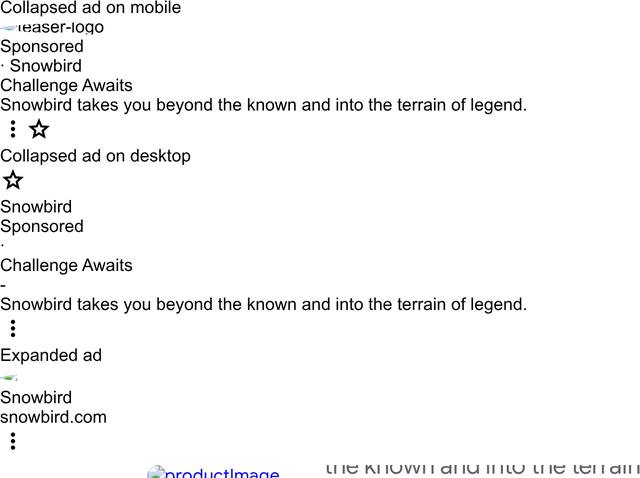 Collapsed ad on mobile
teaser-logo
Sponsored
· Snowbird
Challenge Awaits
Snowbird takes you beyond the known and into the terrain of legend.
Collapsed ad on desktop
Snowbird
Sponsored
·
Challenge Awaits
-
Snowbird takes you beyond the known and into the terrain of legend.
Expanded ad
Snowbird
snowbird.com
productImage
the known and into the terrain